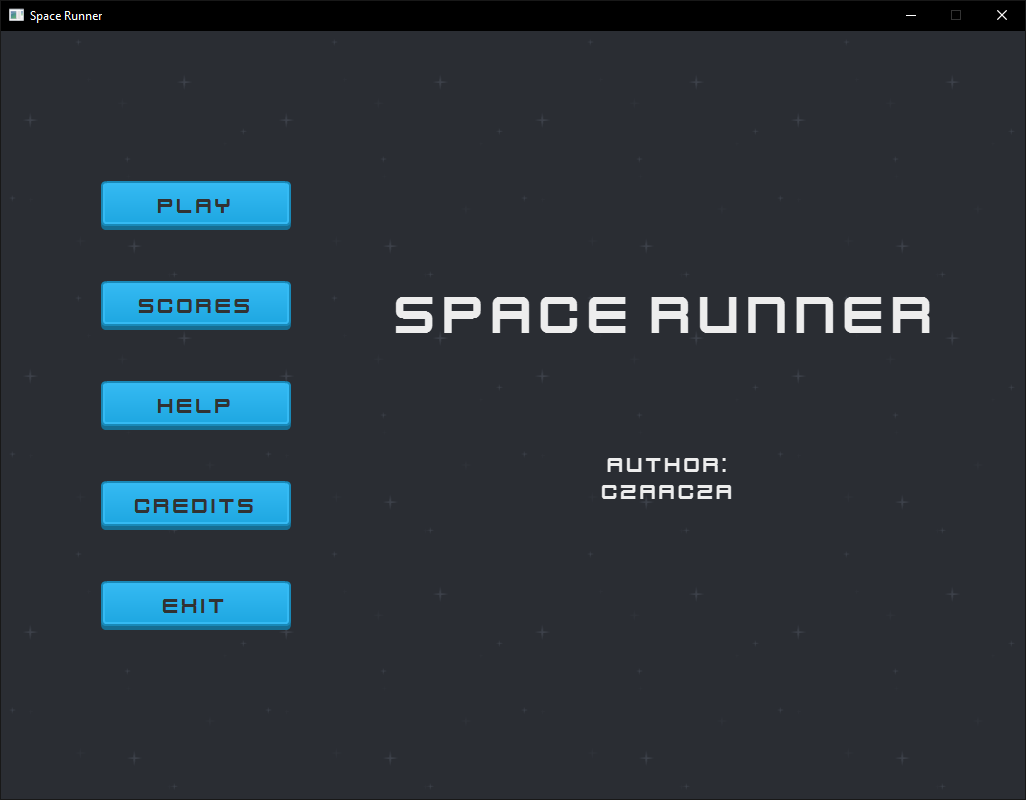 Space Runner
PLAY
SCORES
HELP
CREDITS
EXIT
SPACE RUNNER
AUTHOR:
CZAACZA